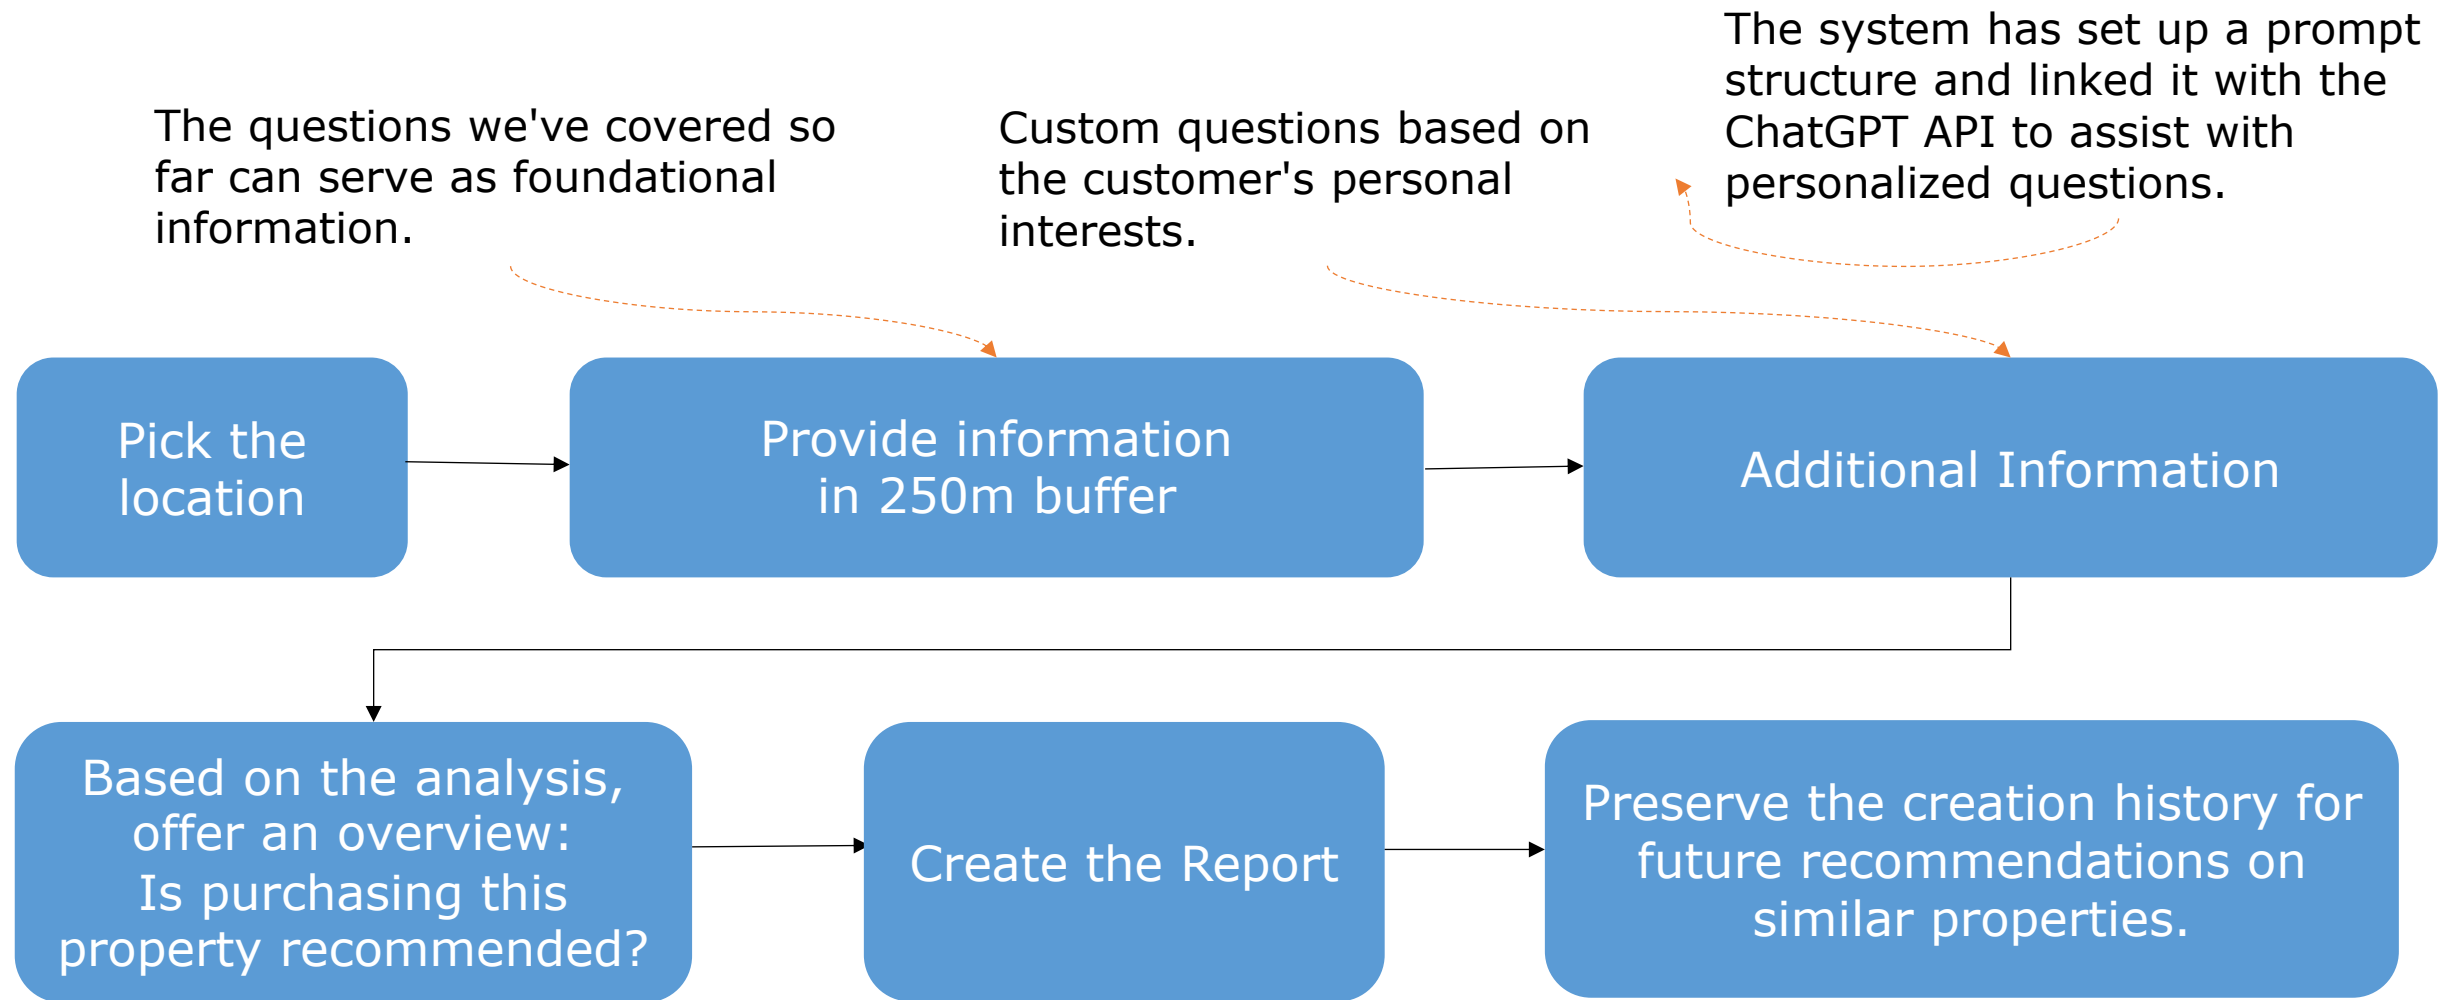 The system has set up a prompt
structure and linked it with the
ChatGPT API to assist with
personalized questions.
The questions we've covered so
far can serve as foundational
information.
Custom questions based on
the customer's personal
interests.
Pick the
location
Provide information
in 250m buffer
Additional Information
Based on the analysis,
offer an overview:
Is purchasing this
property recommended?
Create the Report
Preserve the creation history for
future recommendations on
similar properties.